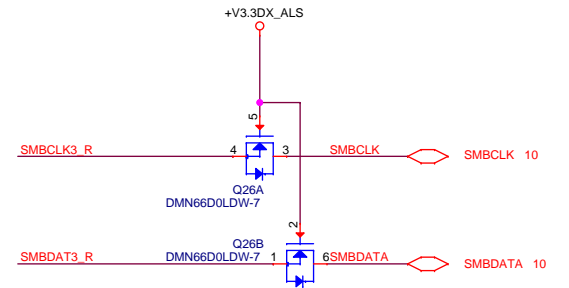 +V3.3DX_ALS
5
SMBCLK3_R
4
3
SMBCLK
SMBCLK 10
Q26A
DMN66D0LDW-7
2
Q26B
SMBDAT3_R
DMN66D0LDW-7
1
6
SMBDATA
SMBDATA 10